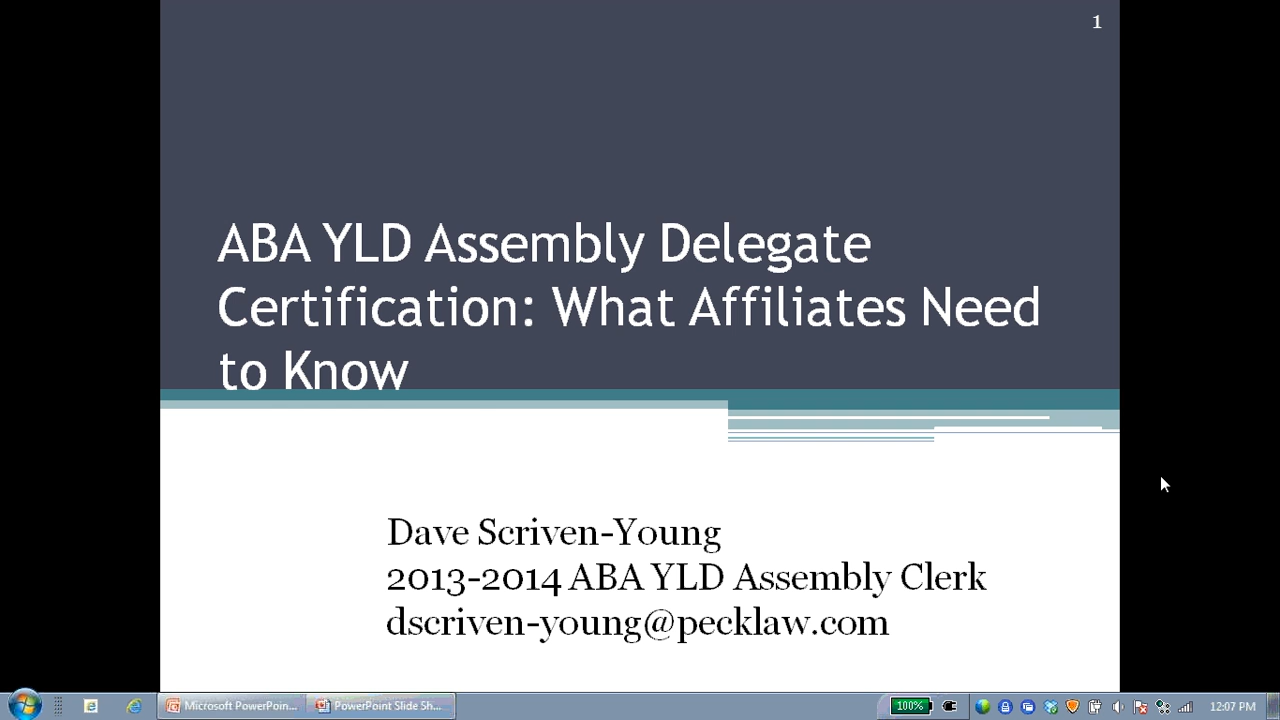 1
ABA YLD Assembly Delegate
Certification: What Affiliates Need
to Know
Dave Scriven-Young
2013-2014 ABA YLD Assembly Clerk
dscriven-young@pecklaw.com
Microsoft PowerPoin...
PowerPoint Slide Sh...
100%
12:07 PM